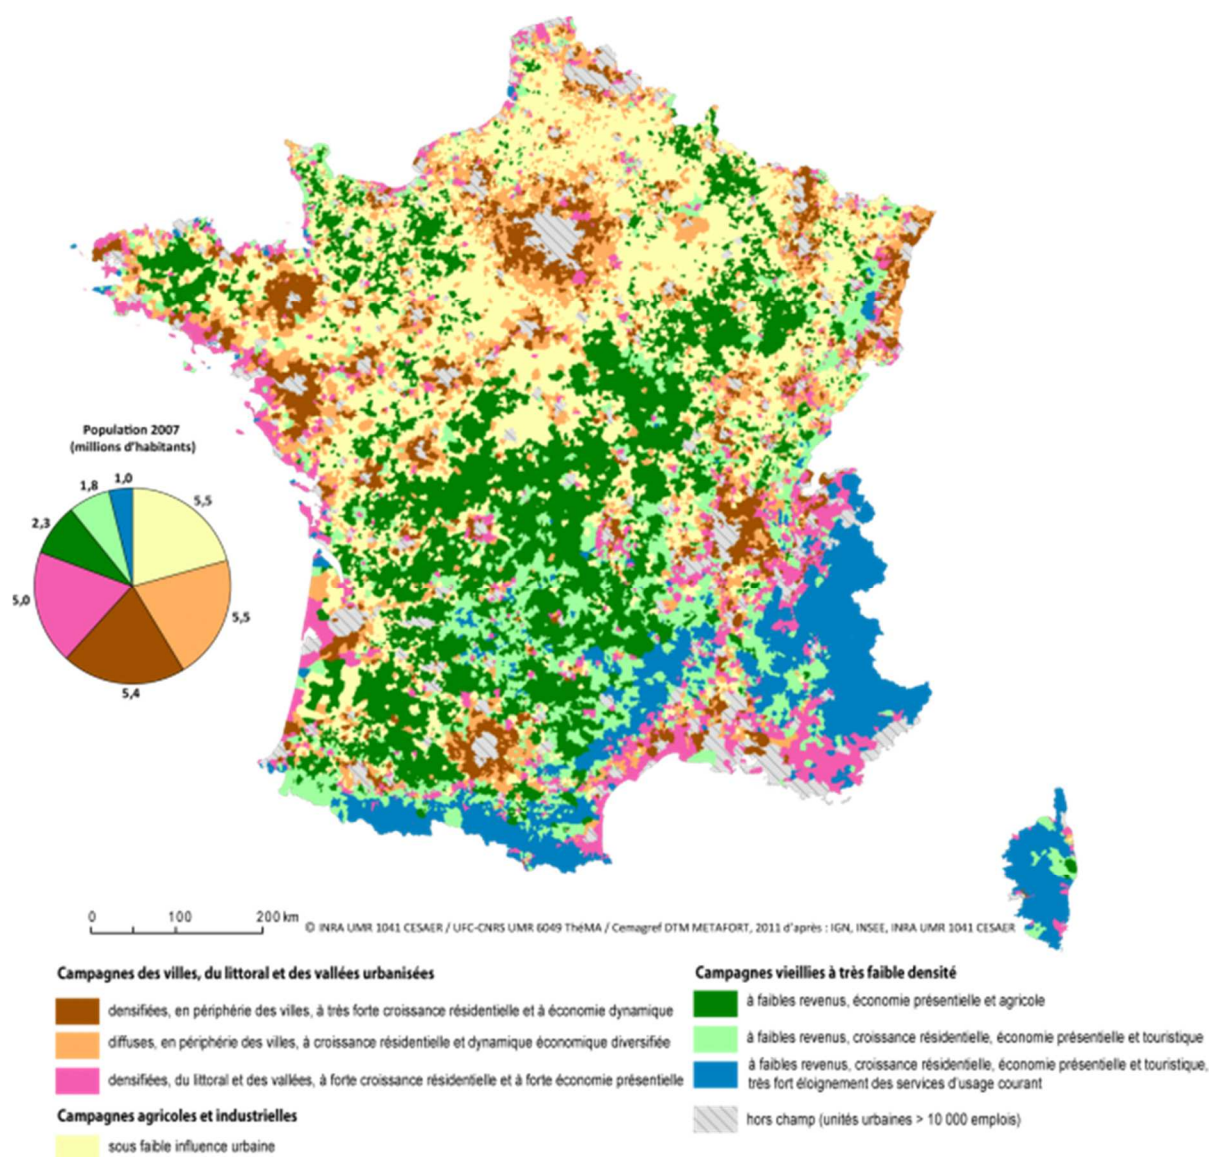 Population 2007
(millions d'habitants)
1,0
1,8
5,5
2,3
5,0
5,5
5,4
0 100 200 km
© INRA UMR 1041 CESAER / UFC-CNRS UMR 6049 ThéMA / Cemagref DTM METAFORT, 2011 d'après : IGN, INSEE, INRA UMR 1041 CESAER
Campagnes des villes, du littoral et des vallées urbanisées
densifiées, en périphérie des villes, à très forte croissance résidentielle et à économie dynamique
diffuses, en périphérie des villes, à croissance résidentielle et dynamique économique diversifiée
densifiées, du littoral et des vallées, à forte croissance résidentielle et à forte économie présentielle
Campagnes agricoles et industrielles
sous faible influence urbaine
Campagnes vieillies à très faible densité
à faibles revenus, économie présentielle et agricole
à faibles revenus, croissance résidentielle, économie présentielle et touristique
à faibles revenus, croissance résidentielle, économie présentielle et touristique,
très fort éloignement des services d'usage courant
hors champ (unités urbaines > 10 000 emplois)